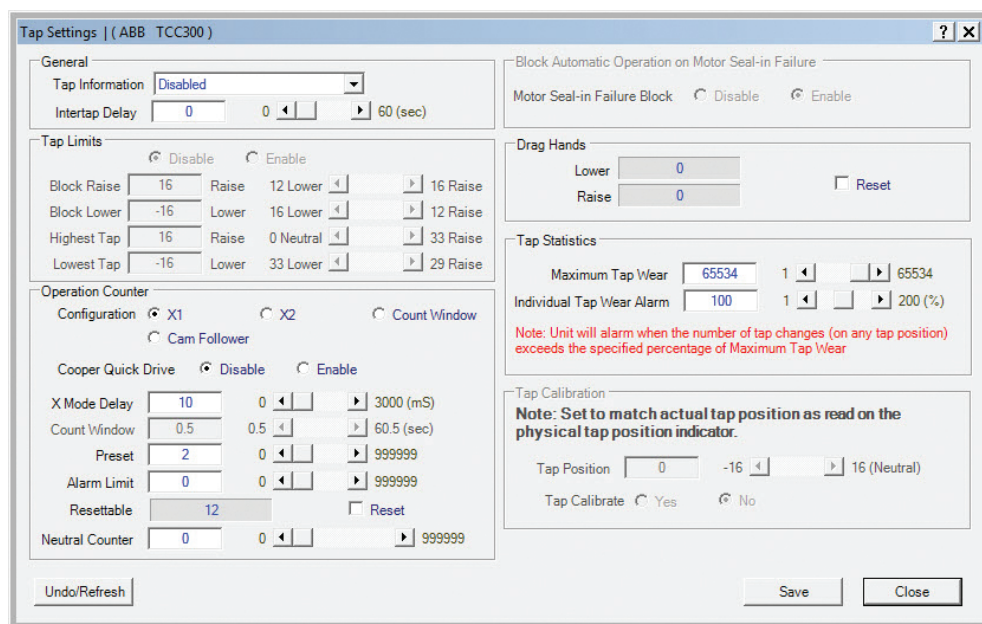 Tap Settings | ( ABB TCC300 )
? X
General
Tap Information Disabled
Intertap Delay 0 0 60 (sec)
Tap Limits
Disable Enable
Block Raise 16 Raise 12 Lower 16 Raise
Block Lower -16 Lower 16 Lower 12 Raise
Highest Tap 16 Raise 0 Neutral 33 Raise
Lowest Tap -16 Lower 33 Lower 29 Raise
Operation Counter
Configuration X1 X2 Count Window
Cam Follower
Cooper Quick Drive Disable Enable
X Mode Delay 10 0 3000 (mS)
Count Window 0.5 0.5 60.5 (sec)
Preset 2 0 999999
Alarm Limit 0 0 999999
Resettable 12 Reset
Neutral Counter 0 0 999999
Block Automatic Operation on Motor Seal-in Failure
Motor Seal-in Failure Block Disable Enable
Drag Hands
Lower 0
Raise 0
Reset
Tap Statistics
Maximum Tap Wear 65534 1 65534
Individual Tap Wear Alarm 100 1 200 (%)
Note: Unit will alarm when the number of tap changes (on any tap position)
exceeds the specified percentage of Maximum Tap Wear
Tap Calibration
Note: Set to match actual tap position as read on the
physical tap position indicator.
Tap Position 0 -16 16 (Neutral)
Tap Calibrate Yes No
Undo/Refresh Save Close